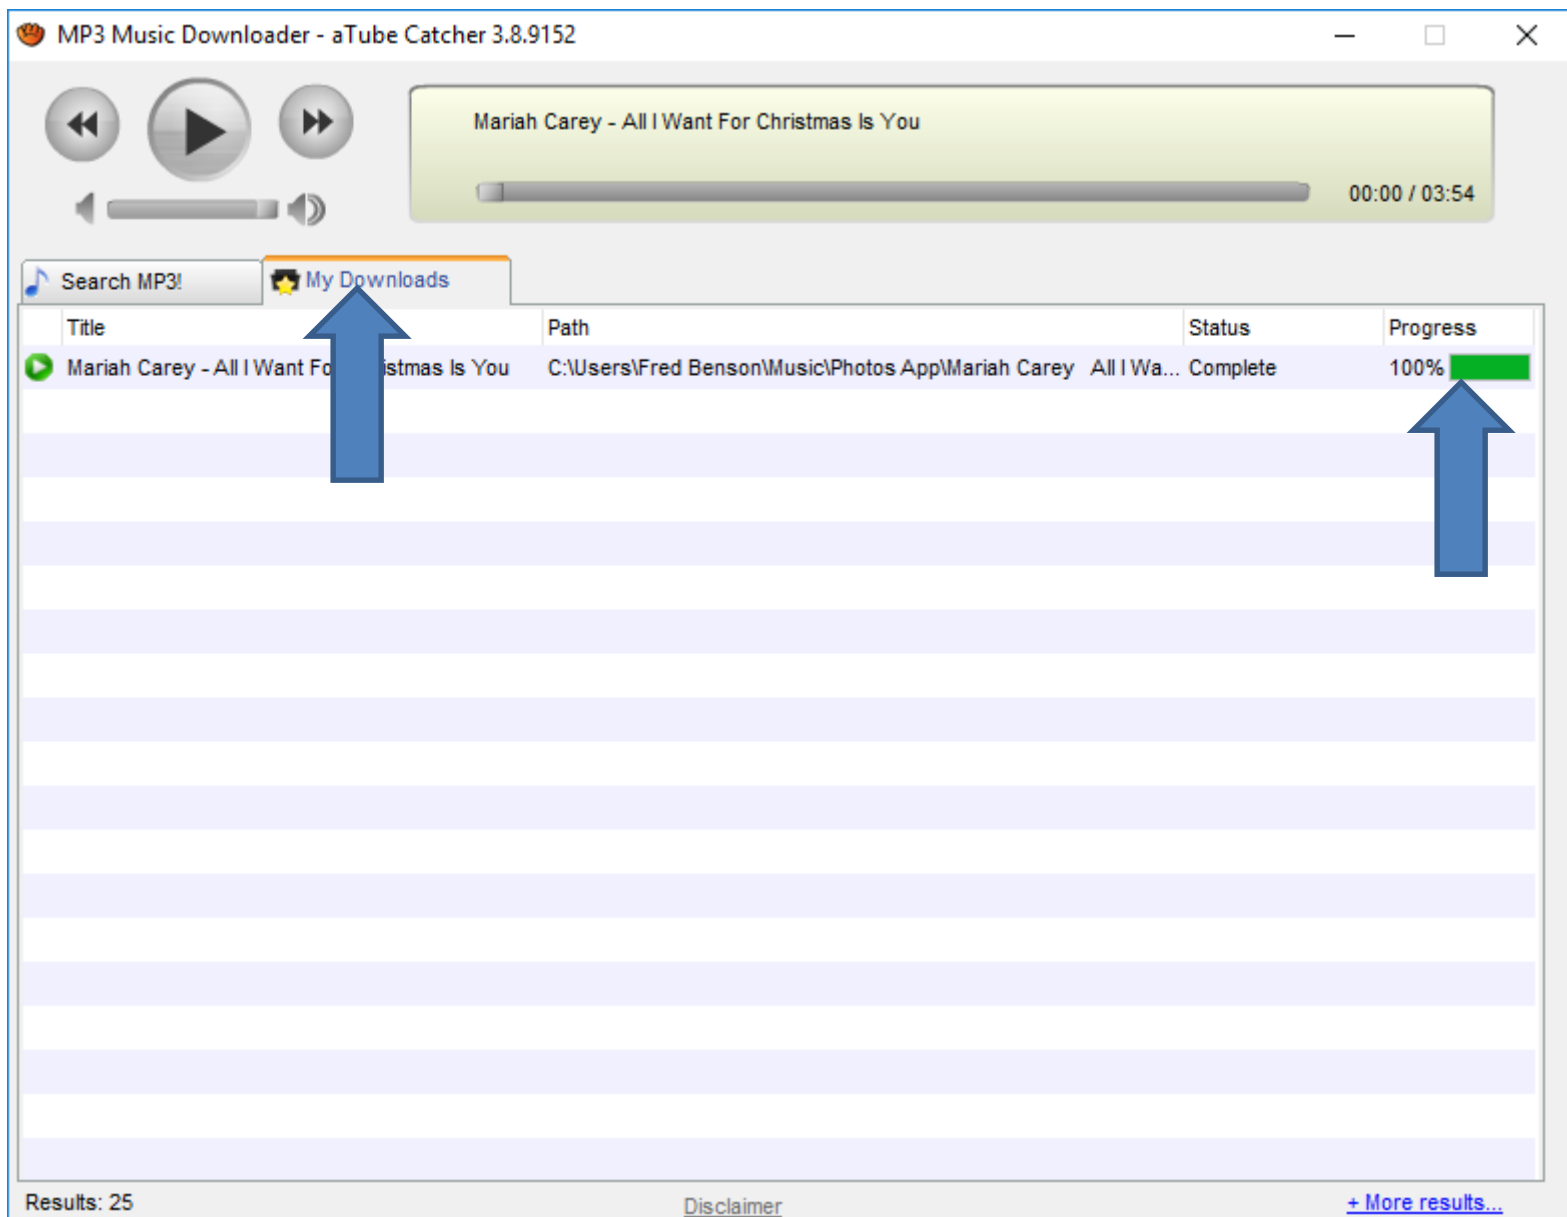 MP3 Music Downloader - aTube Catcher 3.8.9152
Mariah Carey - All I Want For Christmas Is You
00:00 / 03:54
Search MP3!
My Downloads
Title Path Status Progress
Mariah Carey - All I Want Fo istmas Is You C:\Users\Fred Benson\Music\Photos App\Mariah Carey All I Wa... Complete 100%
Results: 25 Disclaimer + More results...